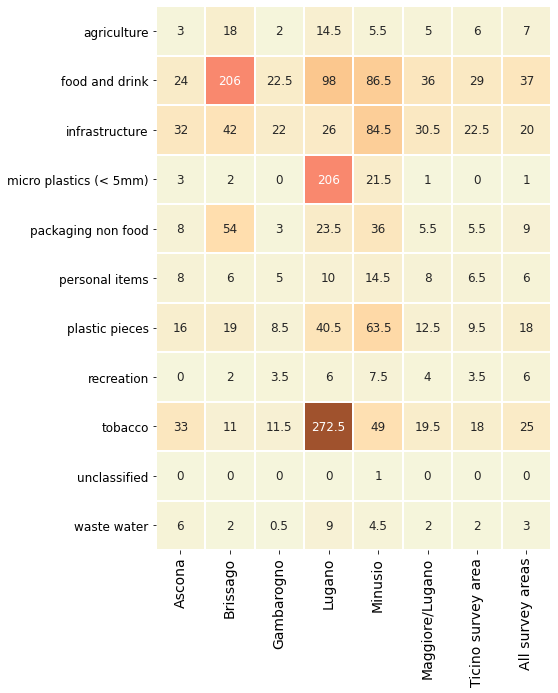 agriculture 3 18 2 14.5 5.5 5 6 7
food and drink 24 206 22.5 98 86.5 36 29 37
infrastructure 32 42 22 26 84.5 30.5 22.5 20
micro plastics (< 5mm) 3 2 0 206 21.5 1 0 1
packaging non food 8 54 3 23.5 36 5.5 5.5 9
personal items 8 6 5 10 14.5 8 6.5 6
plastic pieces 16 19 8.5 40.5 63.5 12.5 9.5 18
recreation 0 2 3.5 6 7.5 4 3.5 6
tobacco 33 11 11.5 272.5 49 19.5 18 25
unclassified 0 0 0 0 1 0 0 0
waste water 6 2 0.5 9 4.5 2 2 3
Ascona
Brissago
Gambarogno
Lugano
Minusio
Maggiore/Lugano
Ticino survey area
All survey areas